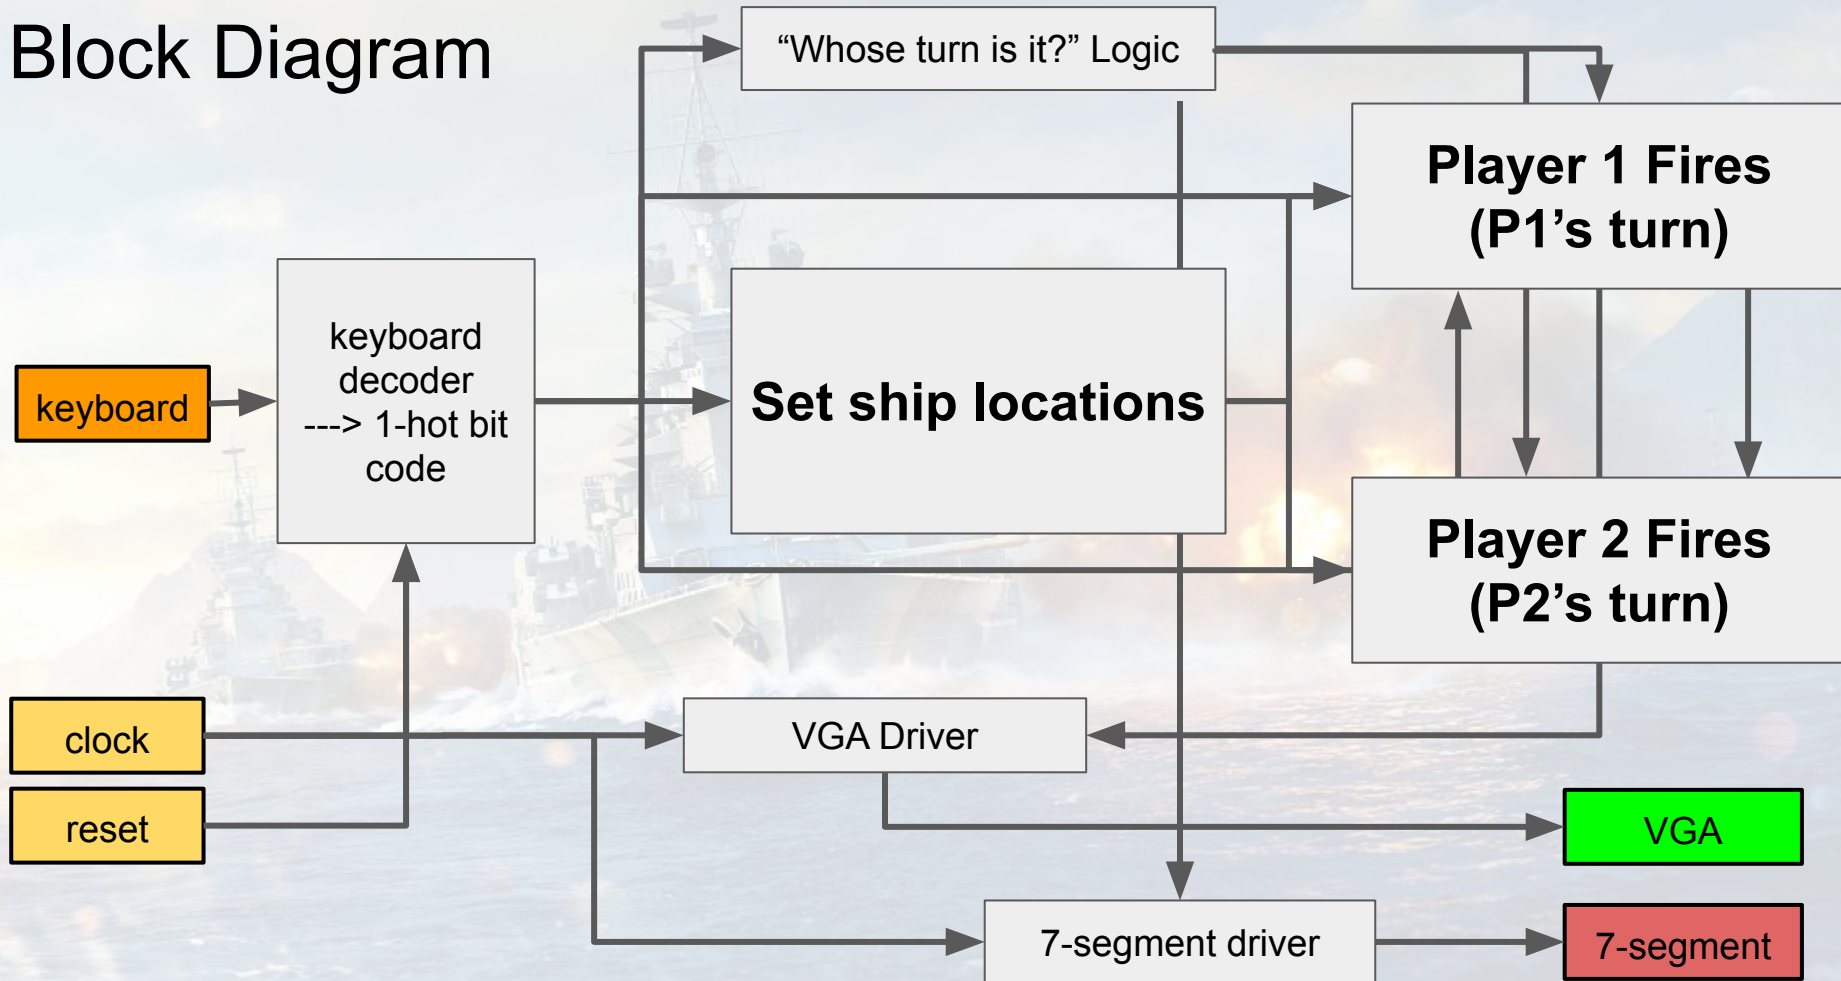 Block Diagram
“Whose turn is it?” Logic
Player 1 Fires
(P1’s turn)
keyboard
decoder
---> 1-hot bit
code
keyboard
Set ship locations
Player 2 Fires
(P2’s turn)
clock
VGA Driver
reset
VGA
7-segment driver
7-segment